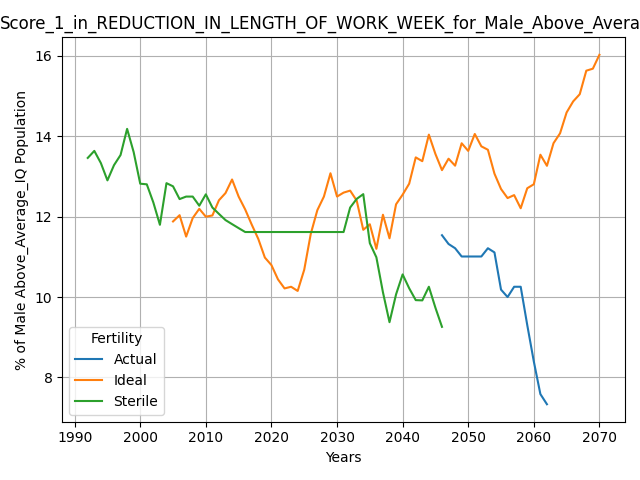 Score_1_in_REDUCTION_IN_LENGTH_OF_WORK_WEEK_for_Male_Above_Avera
% of Male Above_Average_IQ Population
16
14
12
10
8
Fertility
Actual
Ideal
Sterile
1990 2000 2010 2020 2030 2040 2050 2060 2070
Years